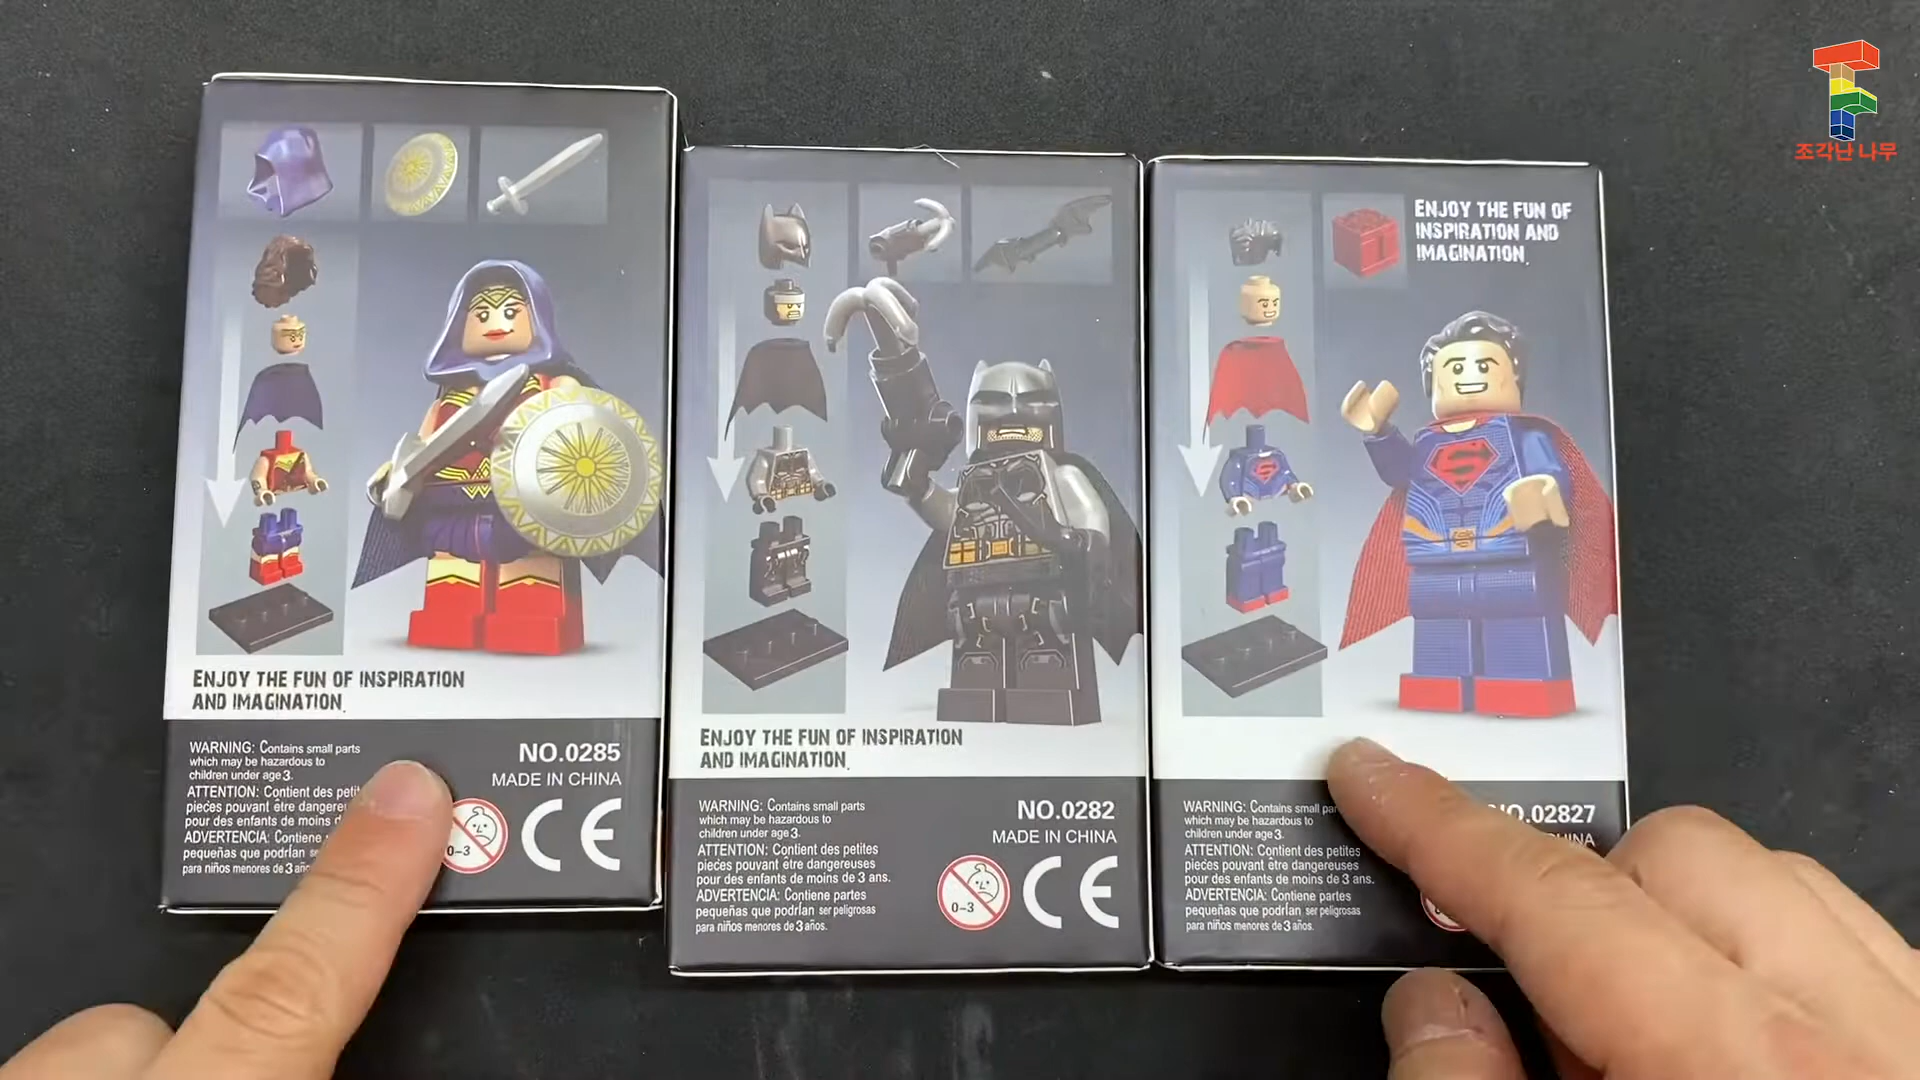 조각난 나무
ENJOY THE FUN OF INSPIRATION
AND IMAGINATION.
WARNING: Contains small parts
which may be hazardous to
children under age 3.
ATTENTION: Contient des petit
pieces pouvant être dangereu
pour des enfants de moins d
ADVERTENCIA: Contiene
pequeñas que podrían se
para niños menores de 3 añ
NO.0285
MADE IN CHINA
0-3
CE
ENJOY THE FUN OF INSPIRATION
AND IMAGINATION.
WARNING: Contains small parts
which may be hazardous to
children under age 3.
ATTENTION: Contient des petites
pieces pouvant être dangereuses
pour des enfants de moins de 3 ans.
ADVERTENCIA: Contiene partes
pequeñas que podrían ser peligrosas
para niños menores de 3 años.
NO.0282
MADE IN CHINA
0-3
CE
ENJOY THE FUN OF
INSPIRATION AND
IMAGINATION.
S
WARNING: Contains small par
which may be hazardous to
children under age 3.
ATTENTION: Contient des petites
pieces pouvant être dangereuses
pour des enfants de moins de 3 ans.
ADVERTENCIA: Contiene partes
pequeñas que podrían ser peligrosas
para niños menores de 3 años.
NO.02827
HINA